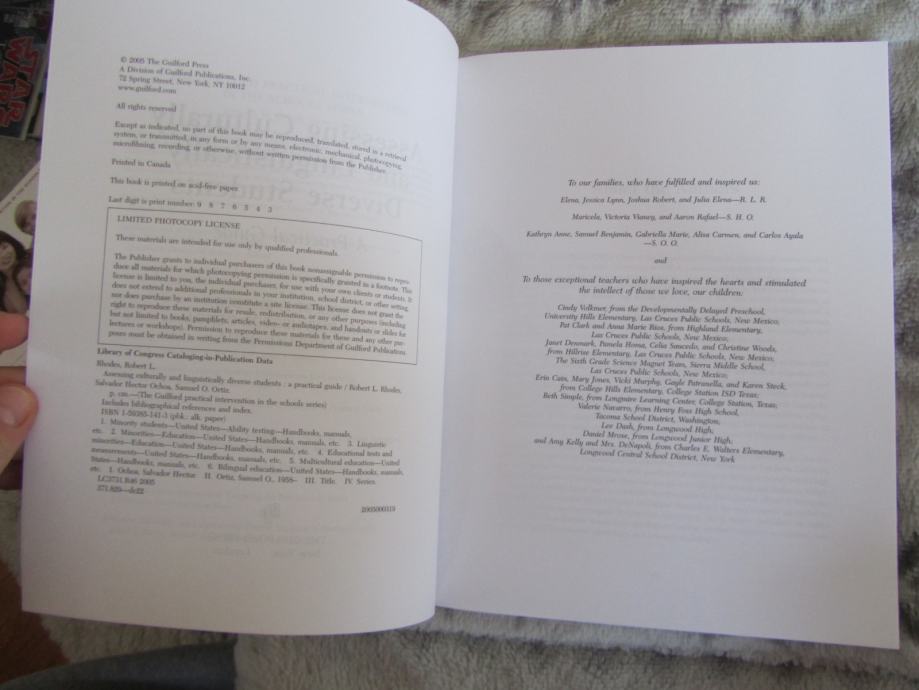 STAR
WARS
© 2005 The Guilford Press
A Division of Guilford Publications, Inc.
72 Spring Street, New York, NY 10012
www.guilford.com
All rights reserved
Except as indicated, no part of this book may be reproduced, translated, stored in a retrieval
system, or transmitted, in any form or by any means, electronic, mechanical, photocopying,
microfilming, recording, or otherwise, without written permission from the Publisher.
Printed in Canada
This book is printed on acid-free paper.
Last digit is print number: 9 8 7 6 5 4 3
LIMITED PHOTOCOPY LICENSE
These materials are intended for use only by qualified professionals.
The Publisher grants to individual purchasers of this book nonassignable permission to repro-
duce all materials for which photocopying permission is specifically granted in a footnote. This
license is limited to you, the individual purchaser, for use with your own clients or students. It
does not extend to additional professionals in your institution, school district, or other setting,
nor does purchase by an institution constitute a site license. This license does not grant the
right to reproduce these materials for resale, redistribution, or any other purposes (including
but not limited to books, pamphlets, articles, video- or audiotapes, and handouts or slides for
lectures or workshops). Permission to reproduce these materials for these and any other pur-
poses must be obtained in writing from the Permissions Department of Guilford Publications.
Library of Congress Cataloging-in-Publication Data
Rhodes, Robert L.
Assessing culturally and linguistically diverse students : a practical guide / Robert L. Rhodes,
Salvador Hector Ochoa, Samuel O. Ortiz.
p. cm.—(The Guilford practical intervention in the schools series)
Includes bibliographical references and index.
ISBN 1-59385-141-3 (pbk.: alk. paper)
1. Minority students—United States—Ability testing—Handbooks, manuals,
etc. 2. Minorities—Education—United States—Handbooks, manuals, etc. 3. Linguistic
minorities—Education—United States—Handbooks, manuals, etc. 4. Educational tests and
measurements—United States—Handbooks, manuals, etc. 5. Multicultural education—United
States—Handbooks, manuals, etc. 6. Bilingual education—United States—Handbooks, manuals,
etc. I. Ochoa, Salvador Hector. II. Ortiz, Samuel O., 1958– III. Title. IV. Series.
LC3731.R46 2005
371.829—dc22
2005000319
To our families, who have fulfilled and inspired us:
Elena, Jessica Lynn, Joshua Robert, and Julia Elena—R. L. R.
Maricela, Victoria Vianey, and Aaron Rafael—S. H. O.
Kathryn Anne, Samuel Benjamin, Gabriella Marie, Alisa Carmen, and Carlos Ayala
—S. O. O.
and
To those exceptional teachers who have inspired the hearts and stimulated
the intellect of those we love, our children:
Cindy Volkmer, from the Developmentally Delayed Preschool,
University Hills Elementary, Las Cruces Public Schools, New Mexico;
Pat Clark and Anna Marie Rios, from Highland Elementary,
Las Cruces Public Schools, New Mexico;
Janet Denmark, Pamela Homa, Celia Saucedo, and Christine Woods,
from Hillrise Elementary, Las Cruces Public Schools, New Mexico;
The Sixth Grade Science Magnet Team, Sierra Middle School,
Las Cruces Public Schools, New Mexico;
Erin Cass, Mary Jones, Vicki Murphy, Gayle Patranella, and Karen Steck,
from College Hills Elementary, College Station ISD Texas;
Beth Simple, from Longmire Learning Center, College Station, Texas;
Valerie Navarro, from Henry Foss High School,
Tacoma School District, Washington;
Lee Dash, from Longwood High;
Daniel Mrose, from Longwood Junior High;
and Amy Kelly and Mrs. DeNapoli, from Charles E. Walters Elementary,
Longwood Central School District, New York